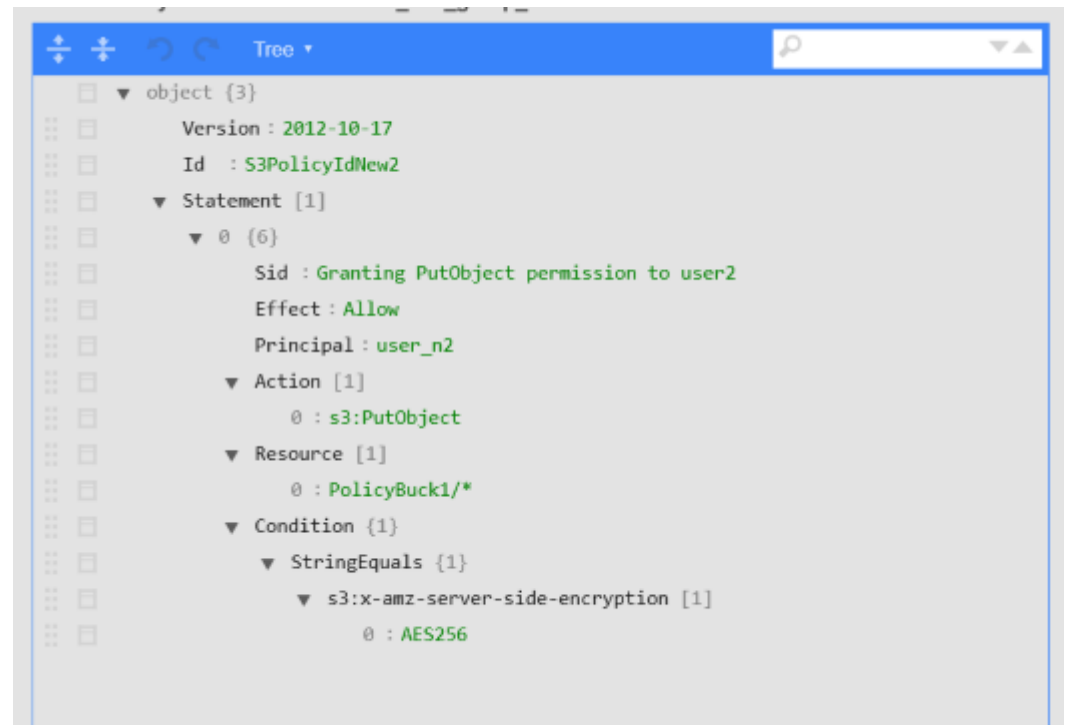 Tree
object {3}
Version : 2012-10-17
Id : S3PolicyIdNew2
Statement [1]
0 {6}
Sid : Granting PutObject permission to user2
Effect : Allow
Principal : user_n2
Action [1]
0 : s3:PutObject
Resource [1]
0 : PolicyBuck1/*
Condition {1}
StringEquals {1}
s3:x-amz-server-side-encryption [1]
0 : AES256